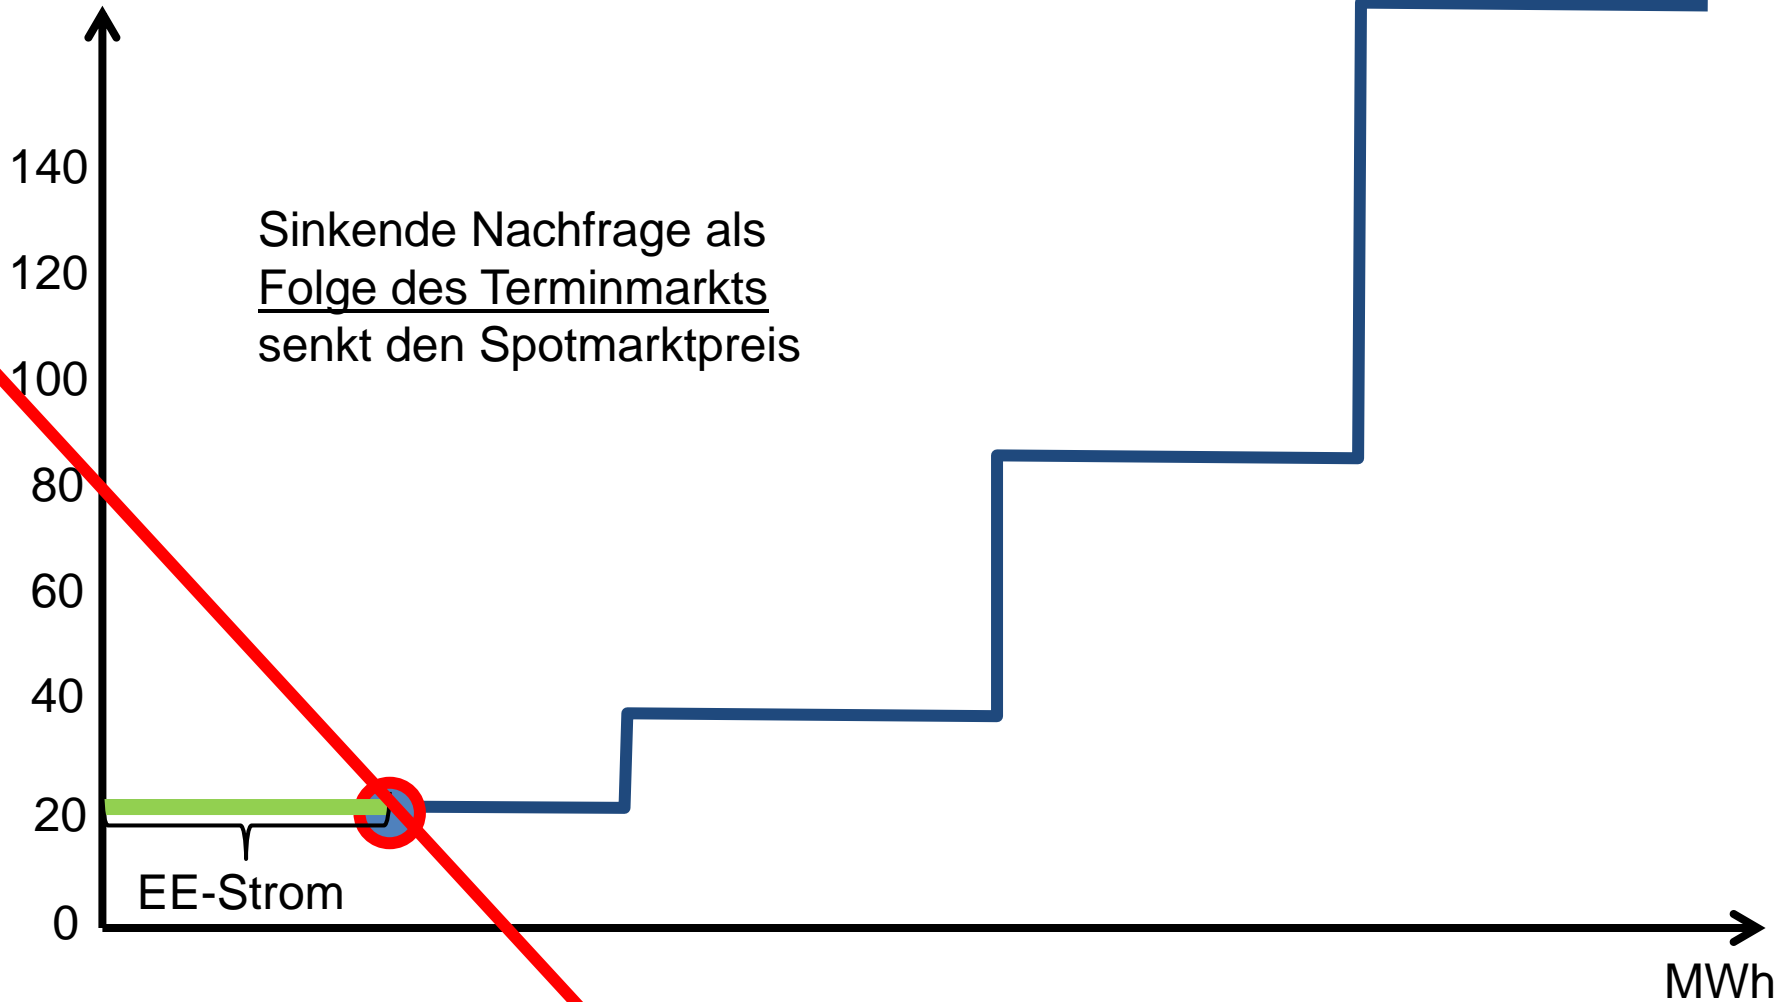 140
Sinkende Nachfrage als
120
Folge des Terminmarkts
senkt den Spotmarktpreis
100
80
60
40
20
EE-Strom
0
MWh